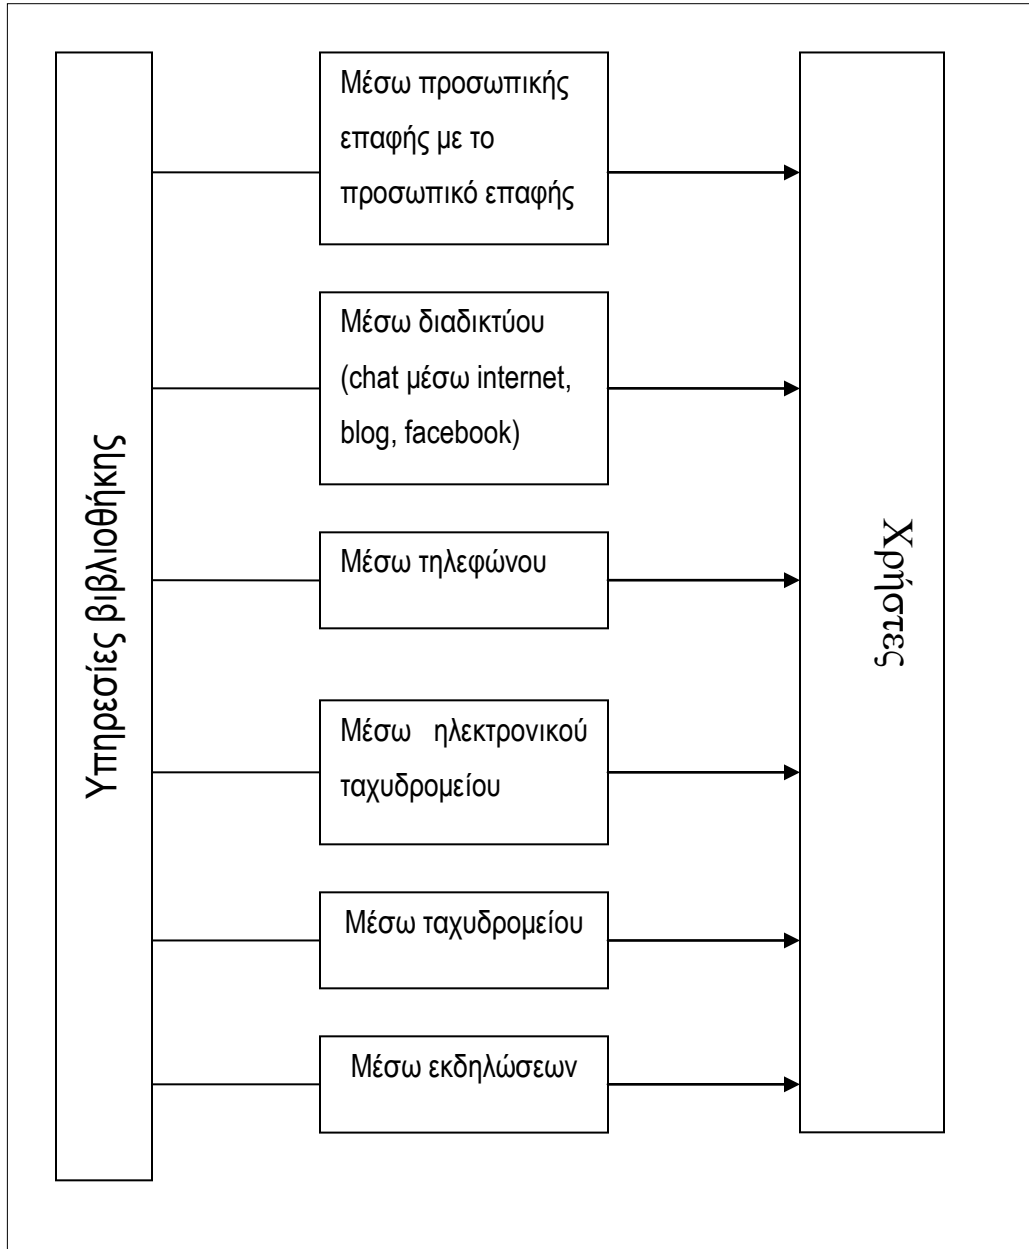 Υπηρεσίες βιβλιοθήκης
Μέσω προσωπικής
επαφής με το
προσωπικό επαφής
Μέσω διαδικτύου
(chat μέσω internet,
blog, facebook)
Μέσω τηλεφώνου
Μέσω ηλεκτρονικού
ταχυδρομείου
Μέσω ταχυδρομείου
Μέσω εκδηλώσεων
Χρήστες